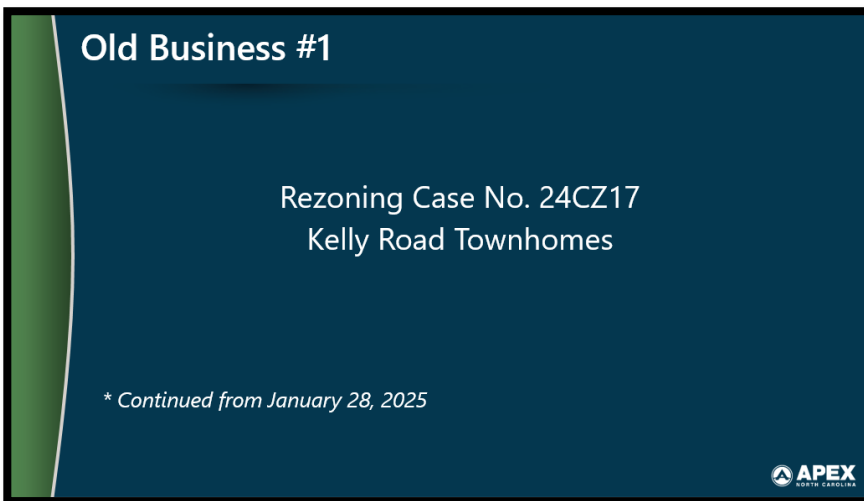 Old Business #1
Rezoning Case No. 24CZ17
Kelly Road Townhomes
* Continued from January 28, 2025
APEX
NORTH CAROLINA